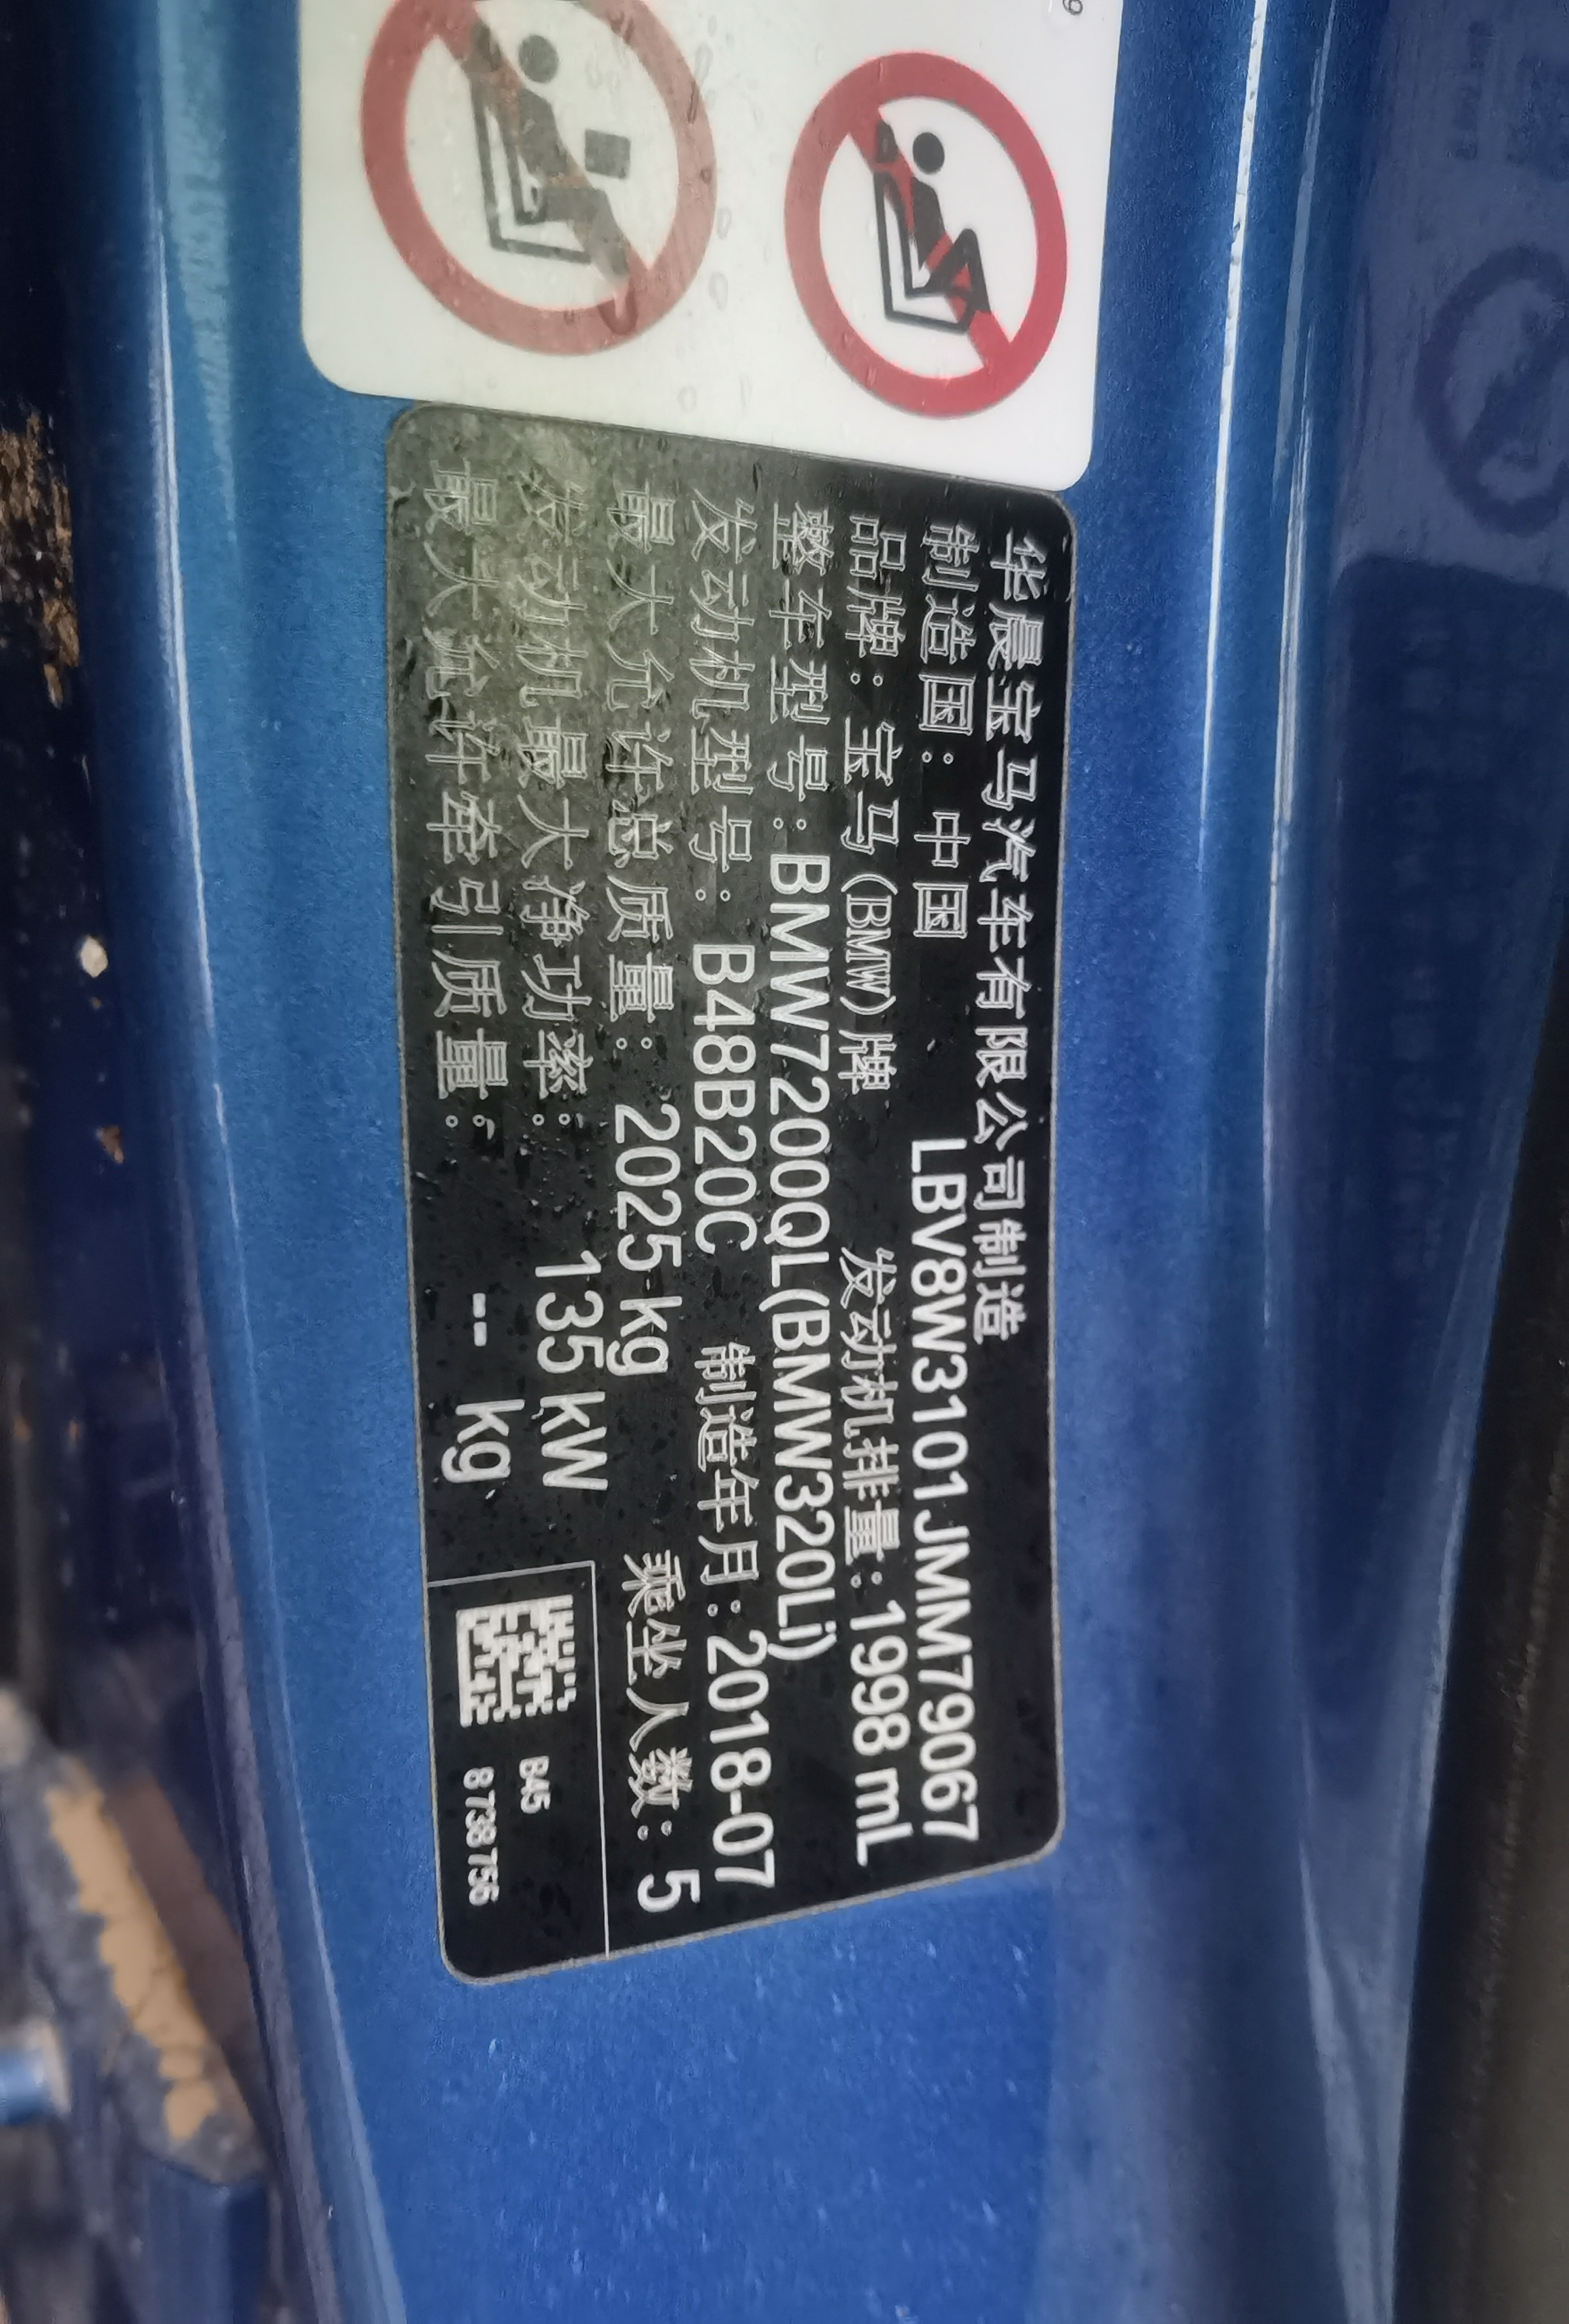 华晨宝马汽车有限公司制造
制造国：中国 LBV8W3101JMM79067
品牌：宝马(BMW)牌 发动机排量：1998 mL
整车型号：BMW7200QL(BMW320Li)
发动机型号：B48B20C 制造年月：2018-07
最大允许总质量：2025 kg 乘坐人数：5
发动机最大净功率：135 kW
最大允许牵引质量：-- kg
B45
8 738 756